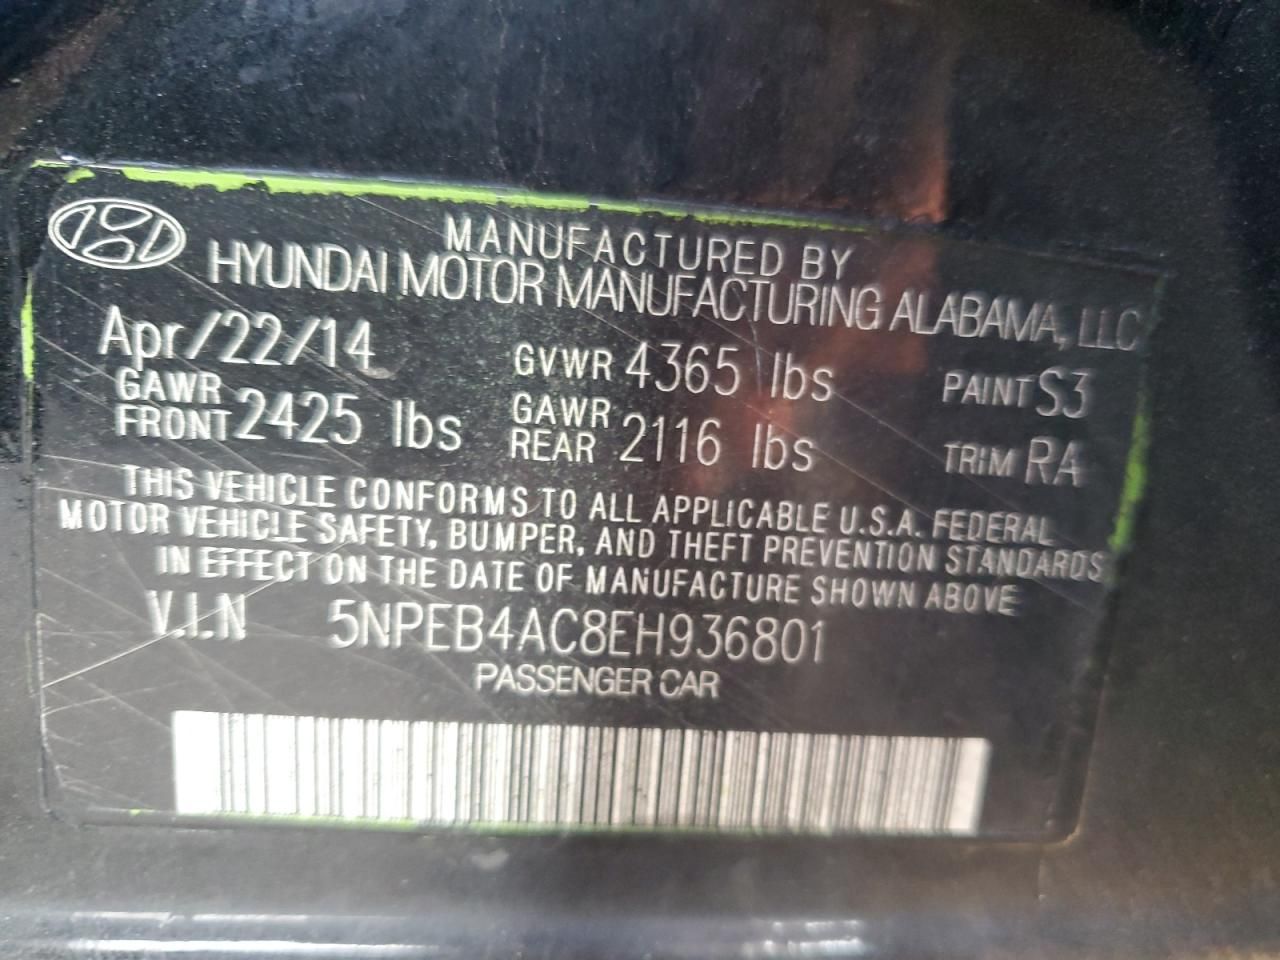 MANUFACTURED BY
HYUNDAI MOTOR MANUFACTURING ALABAMA, LLC
Apr/22/14 GVWR 4365 lbs PAINT S3
GAWR FRONT 2425 lbs GAWR REAR 2116 lbs TRIM RA
THIS VEHICLE CONFORMS TO ALL APPLICABLE U.S.A. FEDERAL
MOTOR VEHICLE SAFETY, BUMPER, AND THEFT PREVENTION STANDARDS
IN EFFECT ON THE DATE OF MANUFACTURE SHOWN ABOVE
V.I.N 5NPEB4AC8EH936801
PASSENGER CAR